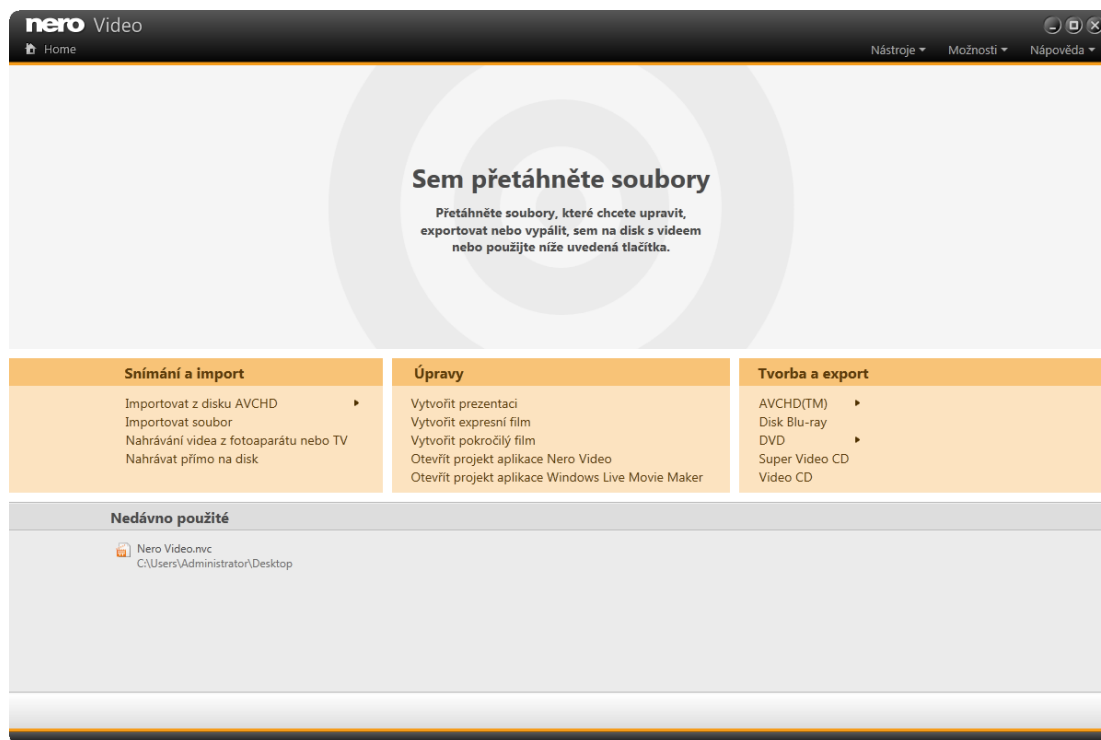 nero Video
Home
Nástroje
Možnosti
Nápověda
Sem přetáhněte soubory
Přetáhněte soubory, které chcete upravit,
exportovat nebo vypálit, sem na disk s videem
nebo použijte níže uvedená tlačítka.
Snímání a import
Importovat z disku AVCHD
Importovat soubor
Nahrávání videa z fotoaparátu nebo TV
Nahrávat přímo na disk
Úpravy
Vytvořit prezentaci
Vytvořit expresní film
Vytvořit pokročilý film
Otevřít projekt aplikace Nero Video
Otevřít projekt aplikace Windows Live Movie Maker
Tvorba a export
AVCHD(TM)
Disk Blu-ray
DVD
Super Video CD
Video CD
Nedávno použité
Nero Video.nvc
C:\Users\Administrator\Desktop